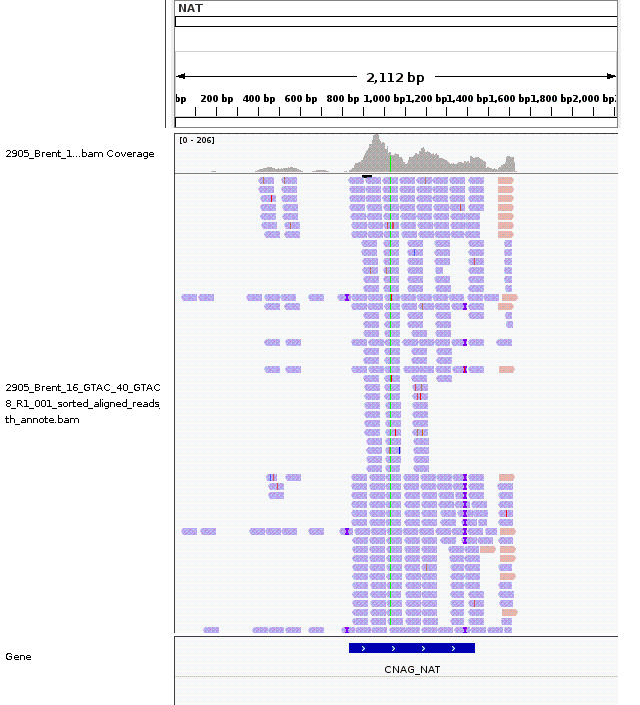 NAT
2,112 bp
bp 200 bp 400 bp 600 bp 800 bp 1,000 bp 1,200 bp 1,400 bp 1,600 bp 1,800 bp 2,000 bp
[0 - 206]
2905_Brent_1...bam Coverage
2905_Brent_16_GTAC_40_GTAC
8_R1_001_sorted_aligned_reads_
th_annote.bam
Gene
CNAG_NAT